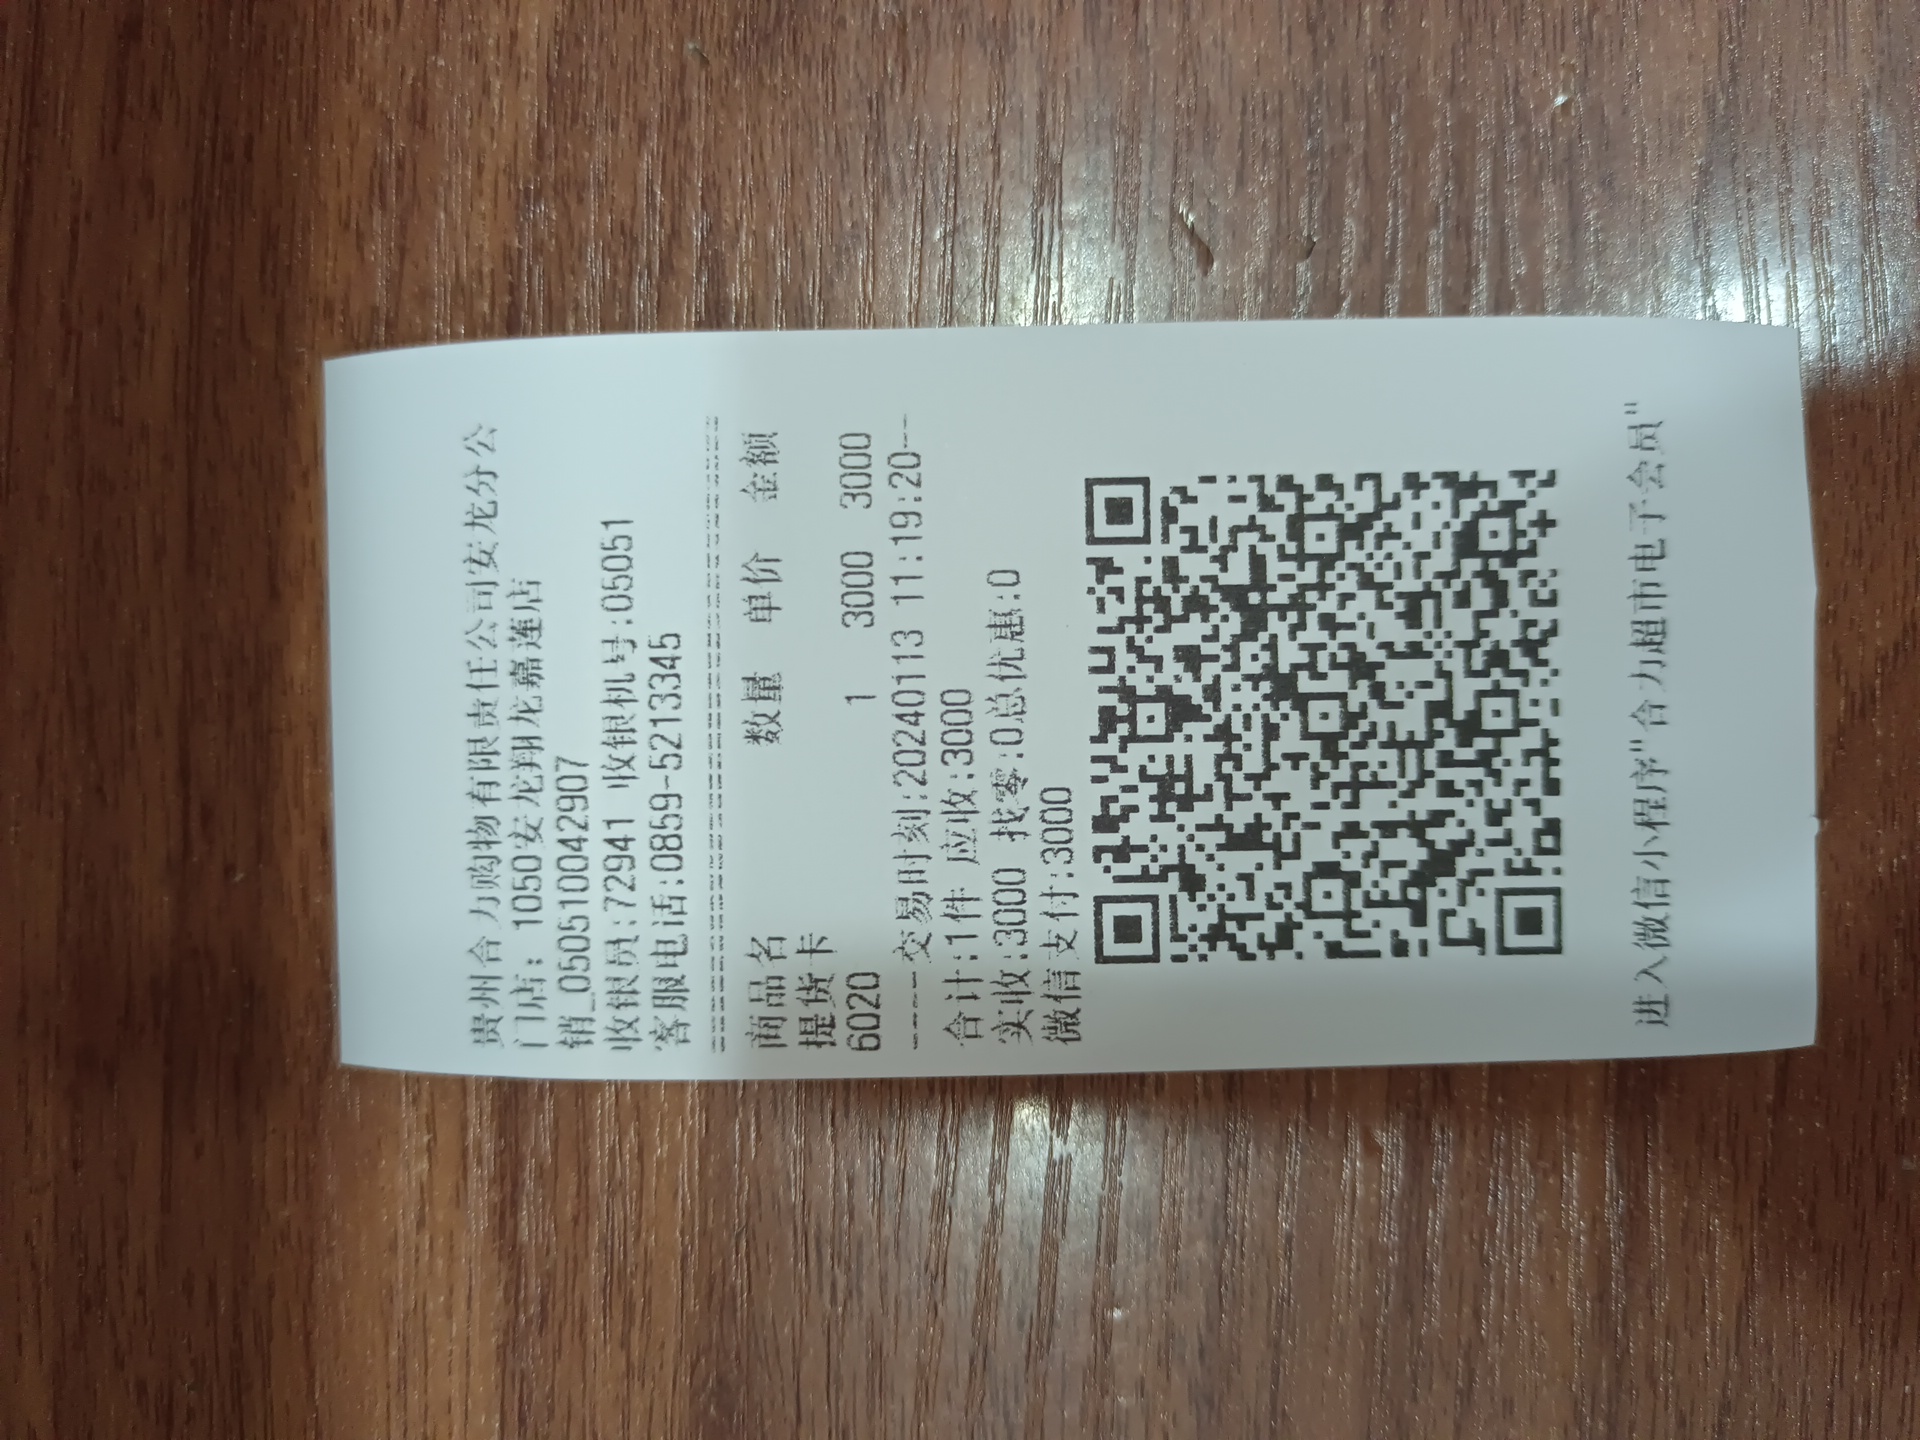 贵州合力购物有限责任公司安龙分公
门店：1050安龙翔龙嘉莲店
销_050510042907
收银员:72941 收银机号:05051
客服电话:0859-5213345
商品名 数量 单价 金额
提货卡
6020 1 3000 3000
----交易时刻:20240113 11:19:20--
合计:1件 应收:3000
实收:3000 找零:0总优惠:0
微信支付:3000
进入微信小程序"合力超市电子会员"